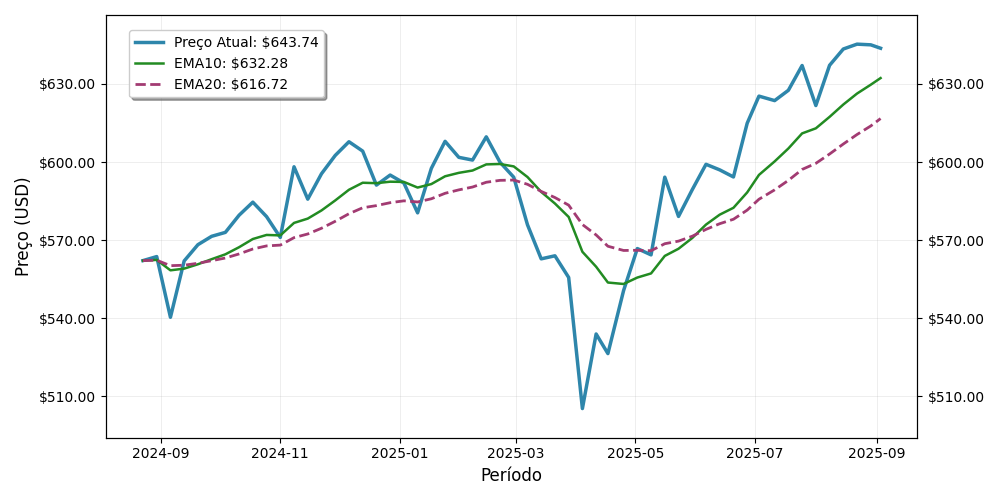 Preço Atual: $643.74
EMA10: $632.28
EMA20: $616.72
$630.00
$600.00
$570.00
$540.00
$510.00
$630.00
$600.00
$570.00
$540.00
$510.00
Preço (USD)
2024-09 2024-11 2025-01 2025-03 2025-05 2025-07 2025-09
Período